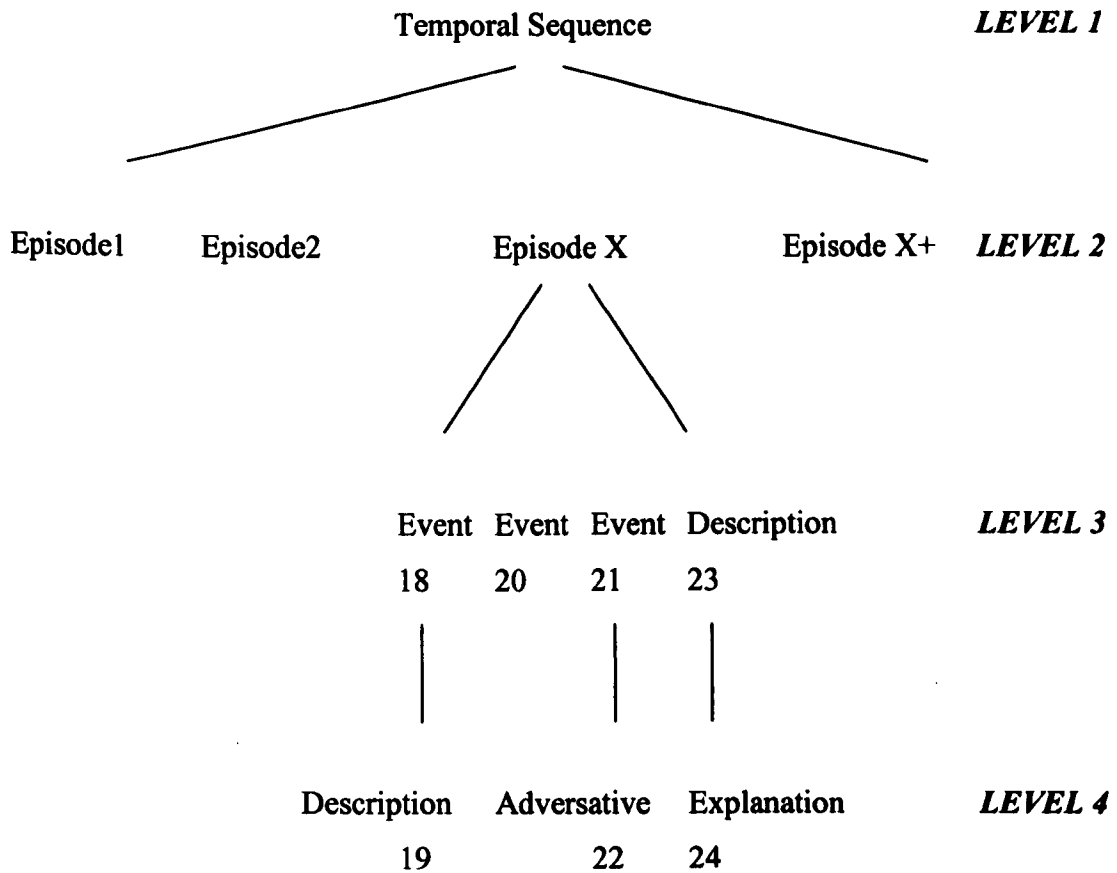 Temporal Sequence LEVEL 1
Episode1 Episode2 Episode X Episode X+ LEVEL 2
Event Event Event Description LEVEL 3
18 20 21 23
Description Adversative Explanation LEVEL 4
19 22 24